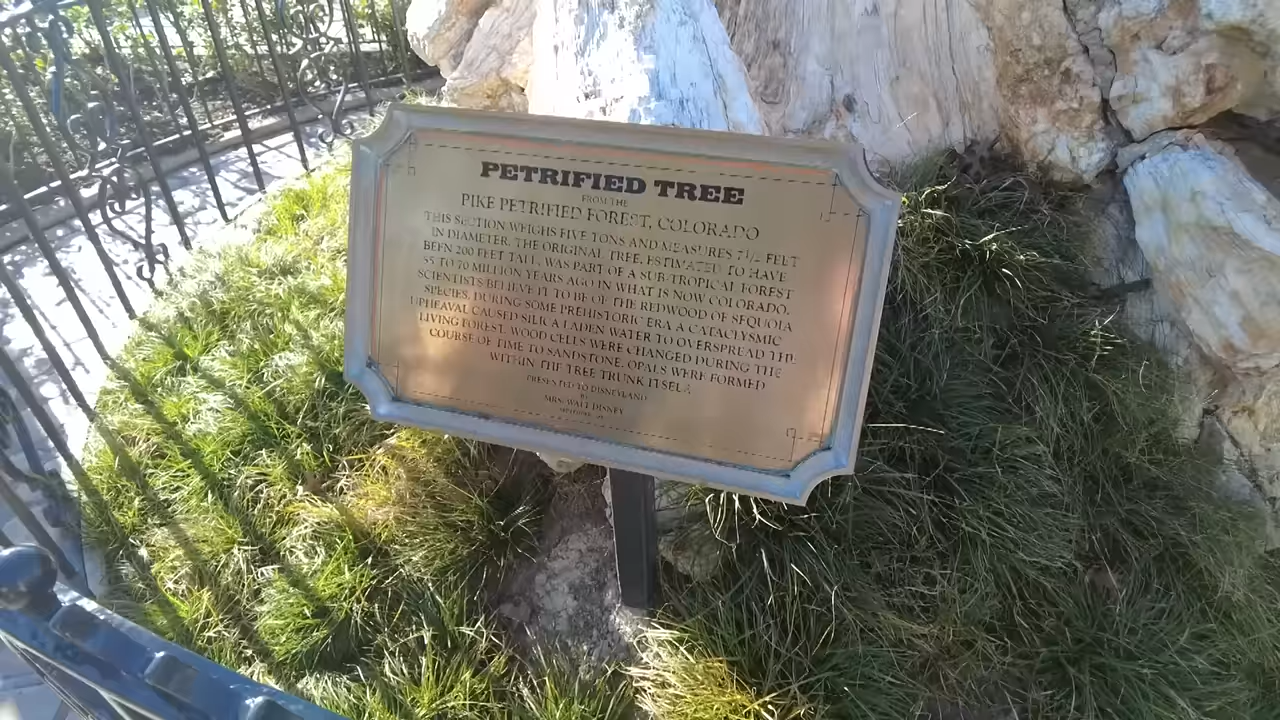 PETRIFIED TREE
FROM THE
PIKE PETRIFIED FOREST, COLORADO
THIS SECTION WEIGHS FIVE TONS AND MEASURES 7 1/2 FEET
IN DIAMETER. THE ORIGINAL TREE, ESTIMATED TO HAVE
BEEN 200 FEET TALL, WAS PART OF A SUB-TROPICAL FOREST
55 TO 70 MILLION YEARS AGO IN WHAT IS NOW COLORADO.
SCIENTISTS BELIEVE IT TO BE OF THE REDWOOD OR SEQUOIA
SPECIES. DURING SOME PREHISTORIC ERA A CATACLYSMIC
UPHEAVAL CAUSED SILICA LADEN WATER TO OVERSPREAD THE
LIVING FOREST. WOOD CELLS WERE CHANGED DURING THE
COURSE OF TIME TO SANDSTONE. OPALS WERE FORMED
WITHIN THE TREE TRUNK ITSELF.
PRESENTED TO DISNEYLAND
BY
MRS. WALT DISNEY